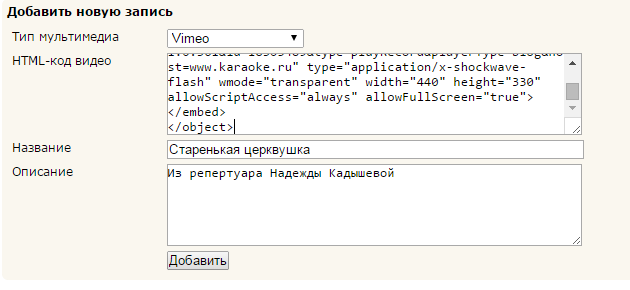 Добавить новую запись
Тип мультимедиа
Vimeo
HTML-код видео
st=www.karaoke.ru" type="application/x-shockwave-
flash" wmode="transparent" width="440" height="330"
allowScriptAccess="always" allowFullScreen="true">
</embed>
</object>
Название
Старенькая церквушка
Описание
Из репертуара Надежды Кадышевой
Добавить